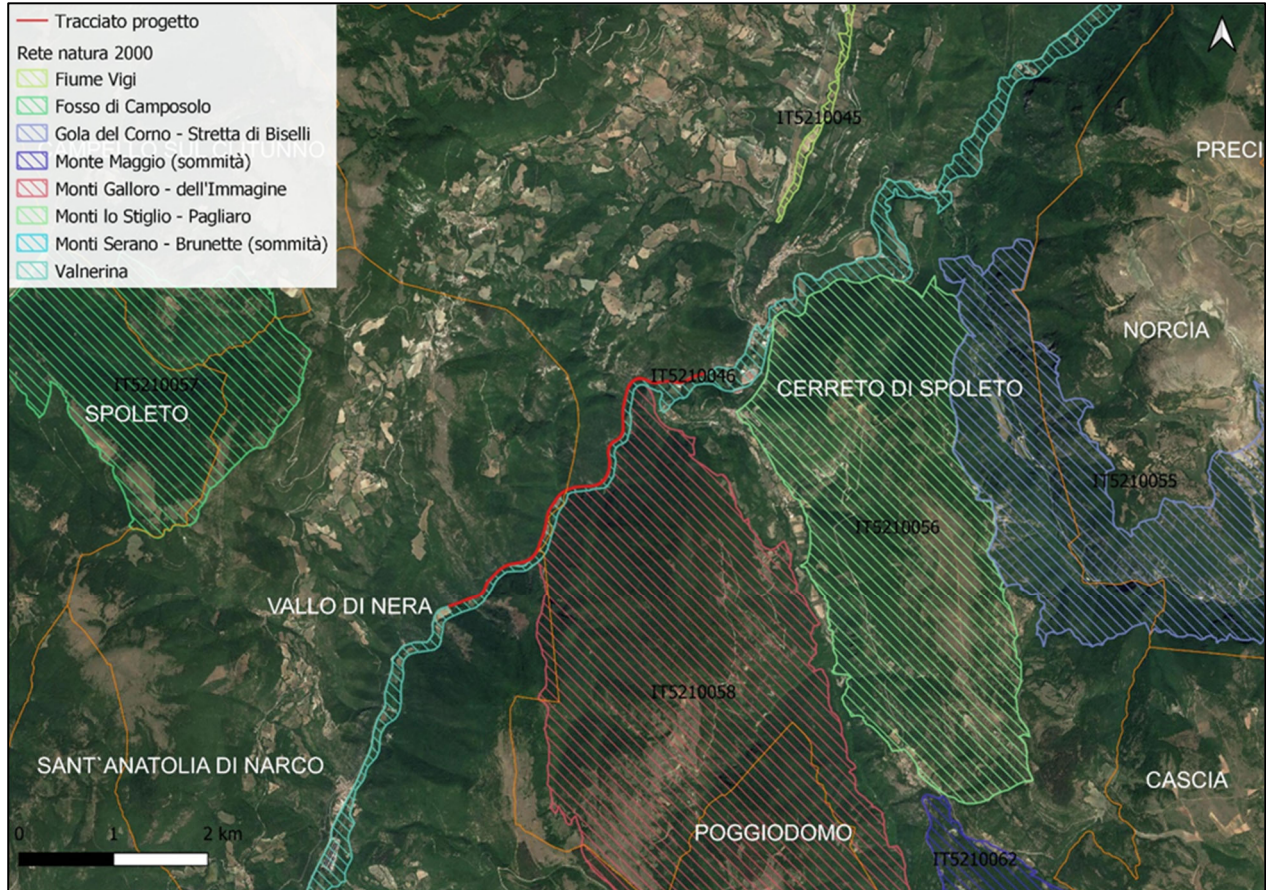 Tracciato progetto
Rete natura 2000
Fiume Vigi
Fosso di Camposolo
Gola del Corno - Stretta di Biselli
CAMPELLO SUL CLITUNNO
Monte Maggio (sommità)
Monti Galloro - dell'Immagine
Monti lo Stiglio - Pagliaro
Monti Serano - Brunette (sommità)
Valnerina
IT5210045
PRECI
NORCIA
IT5210046
IT5210057
CERRETO DI SPOLETO
SPOLETO
IT5210055
IT5210056
VALLO DI NERA
IT5210058
SANT'ANATOLIA DI NARCO
CASCIA
0 1 2 km
POGGIODOMO
IT5210062